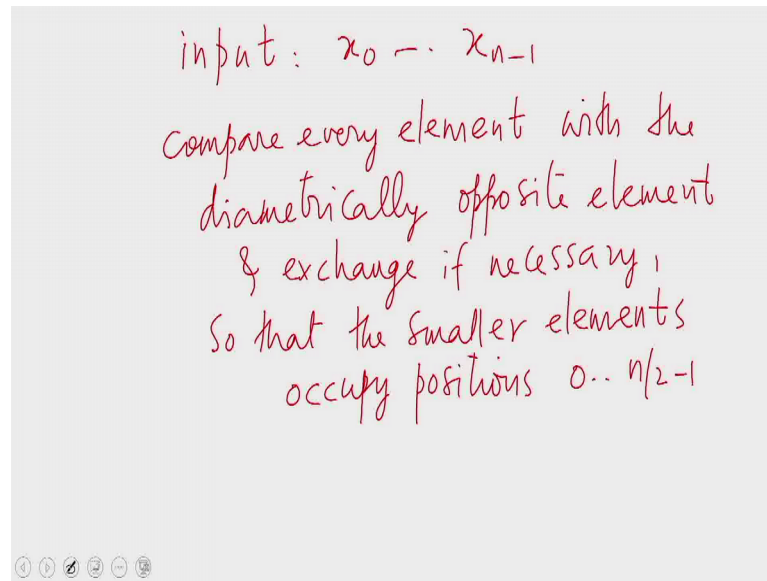 input: x₀ -.. xₙ₋₁
compare every element with the
diametrically opposite element
& exchange if necessary,
so that the smaller elements
occupy positions 0.. n/2-1